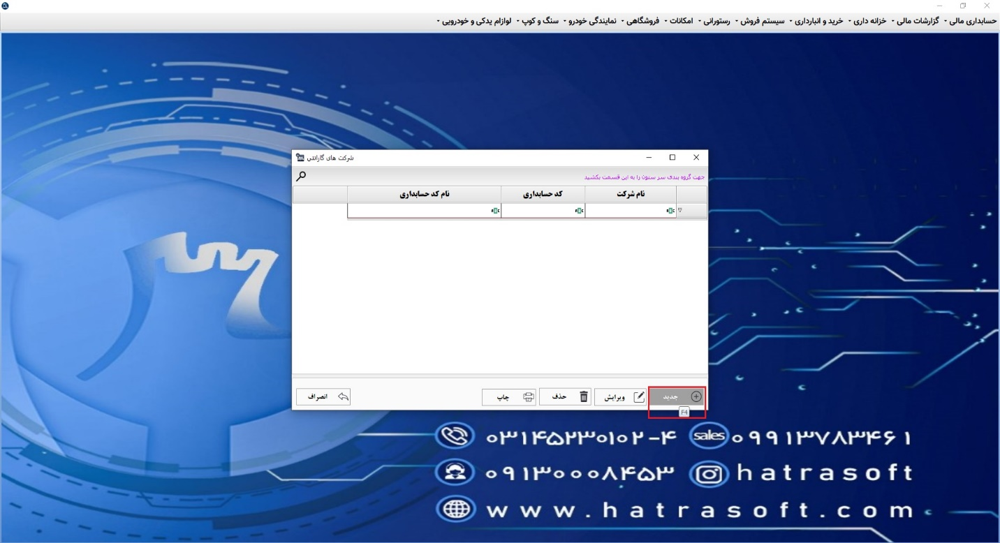 حسابداری مالی - گزارشات مالی - خزانه داری - خرید و انبارداری - سیستم فروش - رستورانی - امکانات - فروشگاهی - نمایندگی خودرو - سنگ و کوپ - لوازام یدکی و خودرویی -
شرکت های گارانتی
جهت گروه بندی سر ستون را به این قسمت بکشید
نام شرکت کد حسابداری نام کد حسابداری
جدید ویرایش حذف چاپ انصراف
F4
۰۳۱۴۵۲۳۰۱۰۲-۴ sales ۰۹۹۱۳۷۸۳۴۶۱
۰۹۱۳۰۰۰۸۴۵۳ hatrasoft
www.hatrasoft.com